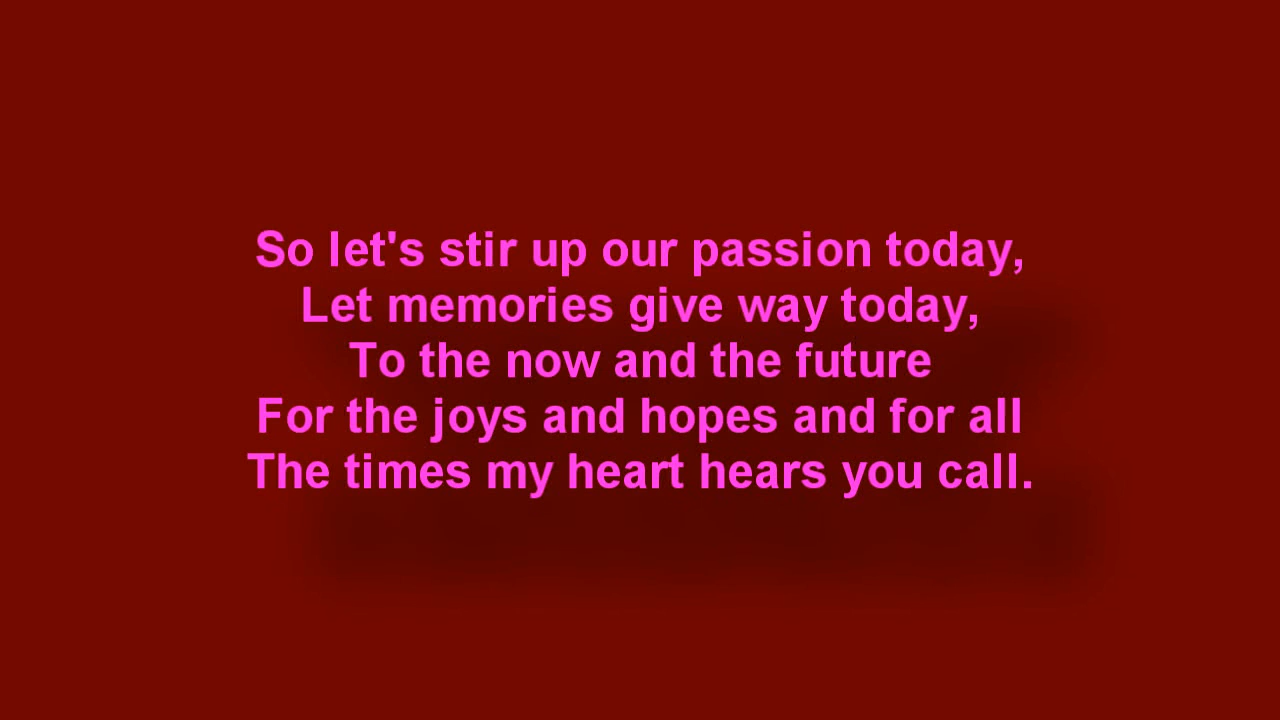 So let's stir up our passion today,
Let memories give way today,
To the now and the future
For the joys and hopes and for all
The times my heart hears you call.